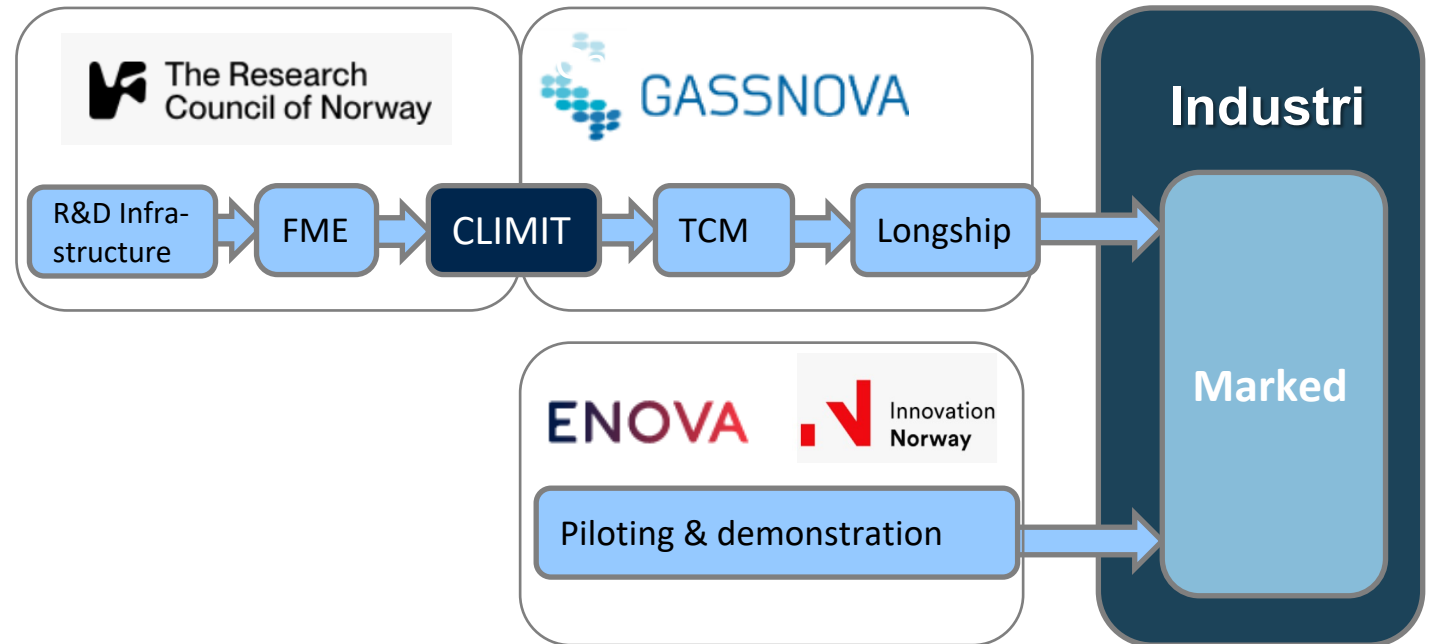 The Research
Council of Norway
GASSNOVA
Industri
R&D Infra-
structure
FME
CLIMIT
TCM
Longship
Marked
ENOVA
Innovation
Norway
Piloting & demonstration